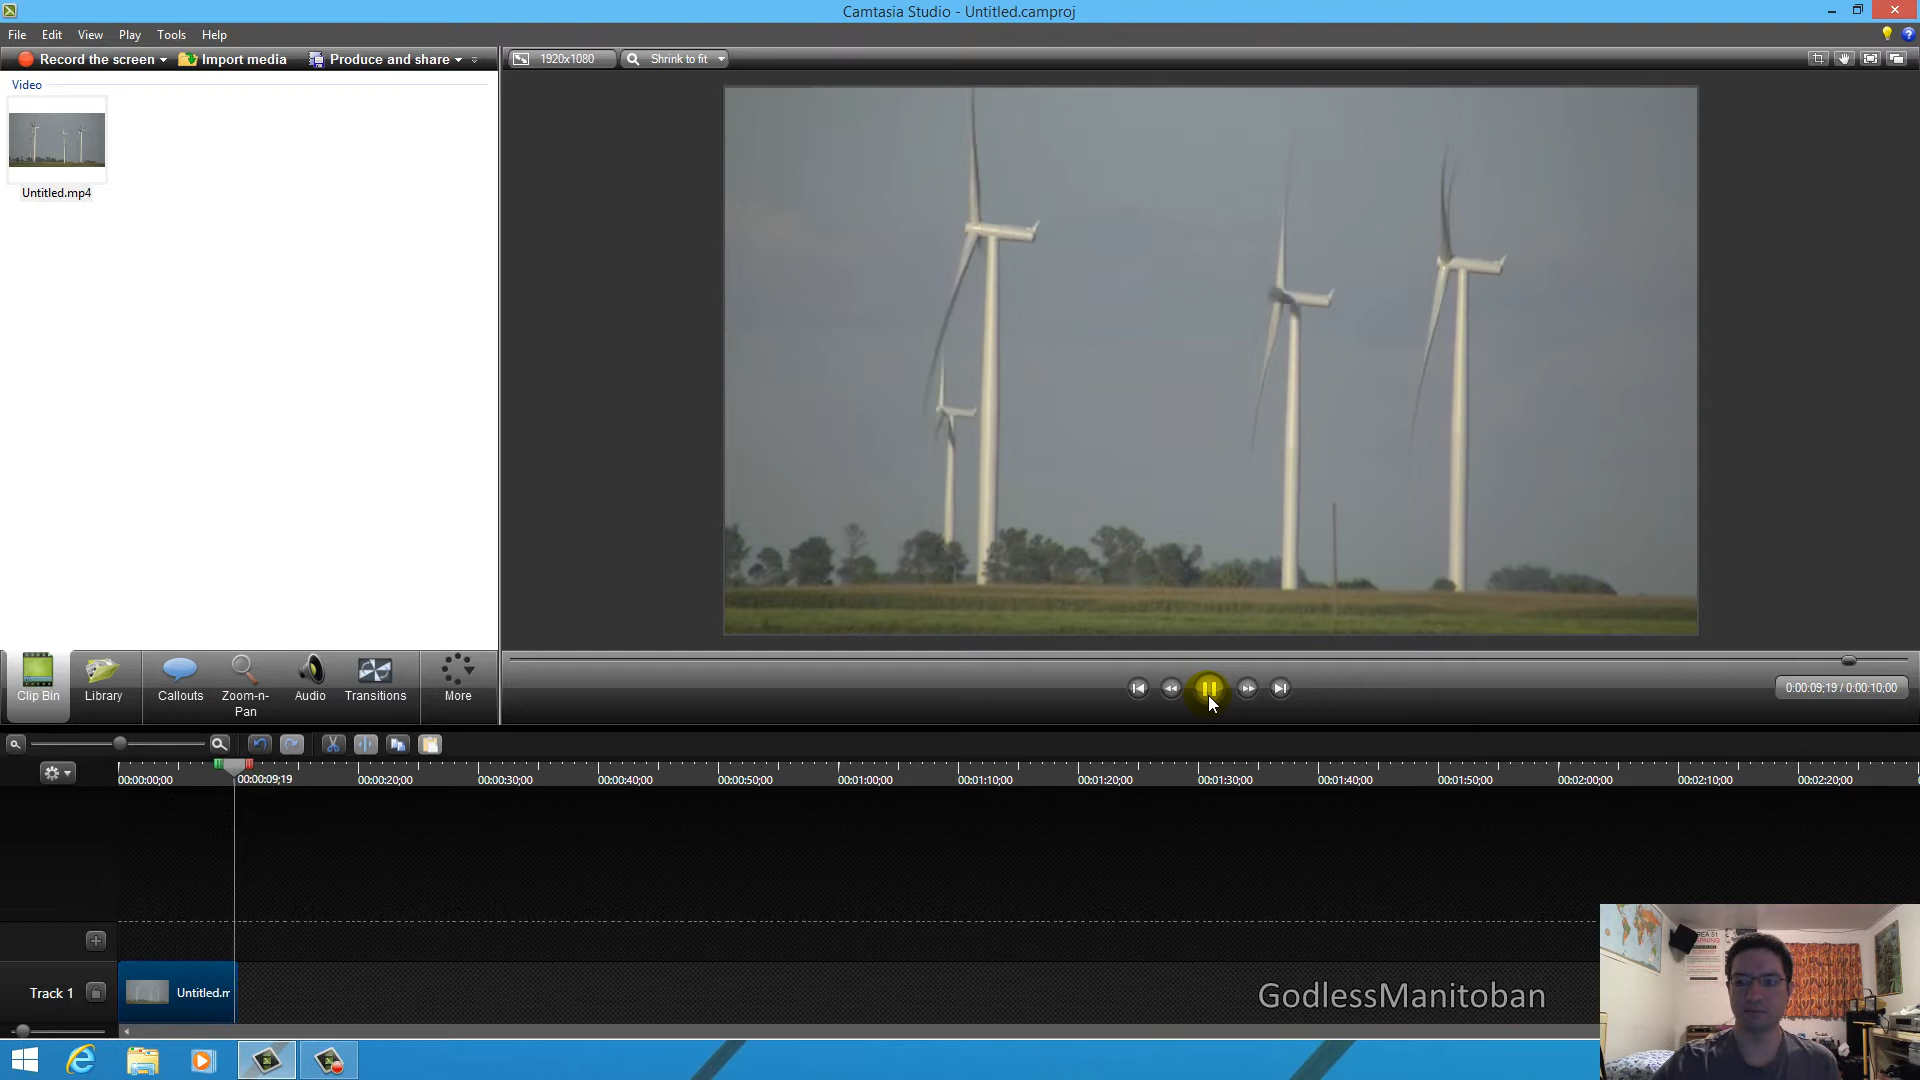 Camtasia Studio - Untitled.camproj
File Edit View Play Tools Help
Record the screen Import media Produce and share 1920x1080 Shrink to fit
Video
Untitled.mp4
Clip Bin Library Callouts Zoom-n-Pan Audio Transitions More
0:00:09;19 / 0:00:10;00
00:00:00;00 00:00:09;19 00:00:20;00 00:00:30;00 00:00:40;00 00:00:50;00 00:01:00;00 00:01:10;00 00:01:20;00 00:01:30;00 00:01:40;00 00:01:50;00 00:02:00;00 00:02:10;00 00:02:20;00
Track 1 Untitled.m
GodlessManitoban